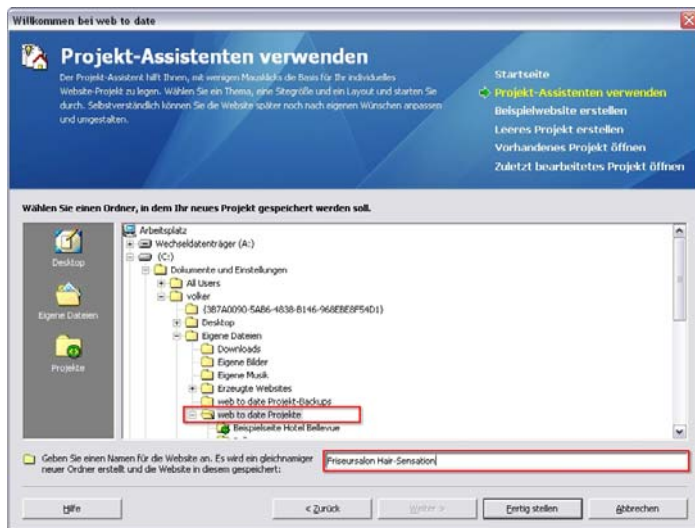 Willkommen bei web to date
Projekt-Assistenten verwenden
Der Projekt-Assistent hilft Ihnen, mit wenigen Mausklicks die Basis für Ihr individuelles
Website-Projekt zu legen. Wählen Sie ein Thema, eine Sitegröße und ein Layout und starten Sie
durch. Selbstverständlich können Sie die Website später noch nach eigenen Wünschen anpassen
und umgestalten.
Startseite
Projekt-Assistenten verwenden
Beispielwebsite erstellen
Leeres Projekt erstellen
Vorhandenes Projekt öffnen
Zuletzt bearbeitetes Projekt öffnen
Wählen Sie einen Ordner, in dem Ihr neues Projekt gespeichert werden soll.
Desktop
Eigene Dateien
Projekte
Arbeitsplatz
Wechseldatenträger (A:)
(C:)
Dokumente und Einstellungen
All Users
volker
{3B7A0090-5AB6-4838-B146-968EBE8F54D1}
Desktop
Eigene Dateien
Downloads
Eigene Bilder
Eigene Musik
Erzeugte Websites
web to date Projekt-Backups
web to date Projekte
Beispielseite Hotel Bellevue
Geben Sie einen Namen für die Website an. Es wird ein gleichnamiger
neuer Ordner erstellt und die Website in diesem gespeichert:
Friseursalon Hair-Sensation
Hilfe
< Zurück
Weiter >
Fertig stellen
Abbrechen